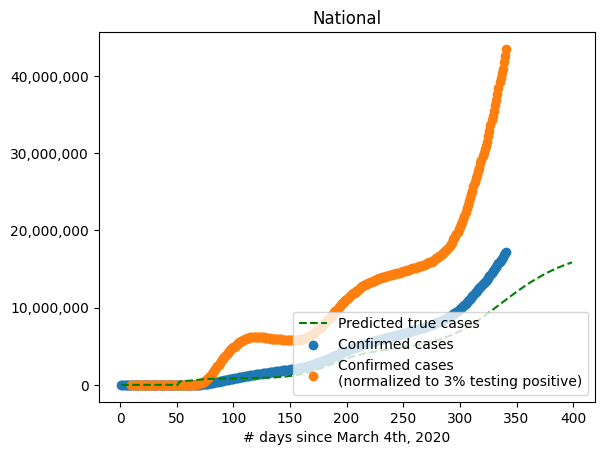 National
40,000,000
30,000,000
20,000,000
10,000,000
0
Predicted true cases
Confirmed cases
Confirmed cases
(normalized to 3% testing positive)
0 50 100 150 200 250 300 350 400
# days since March 4th, 2020